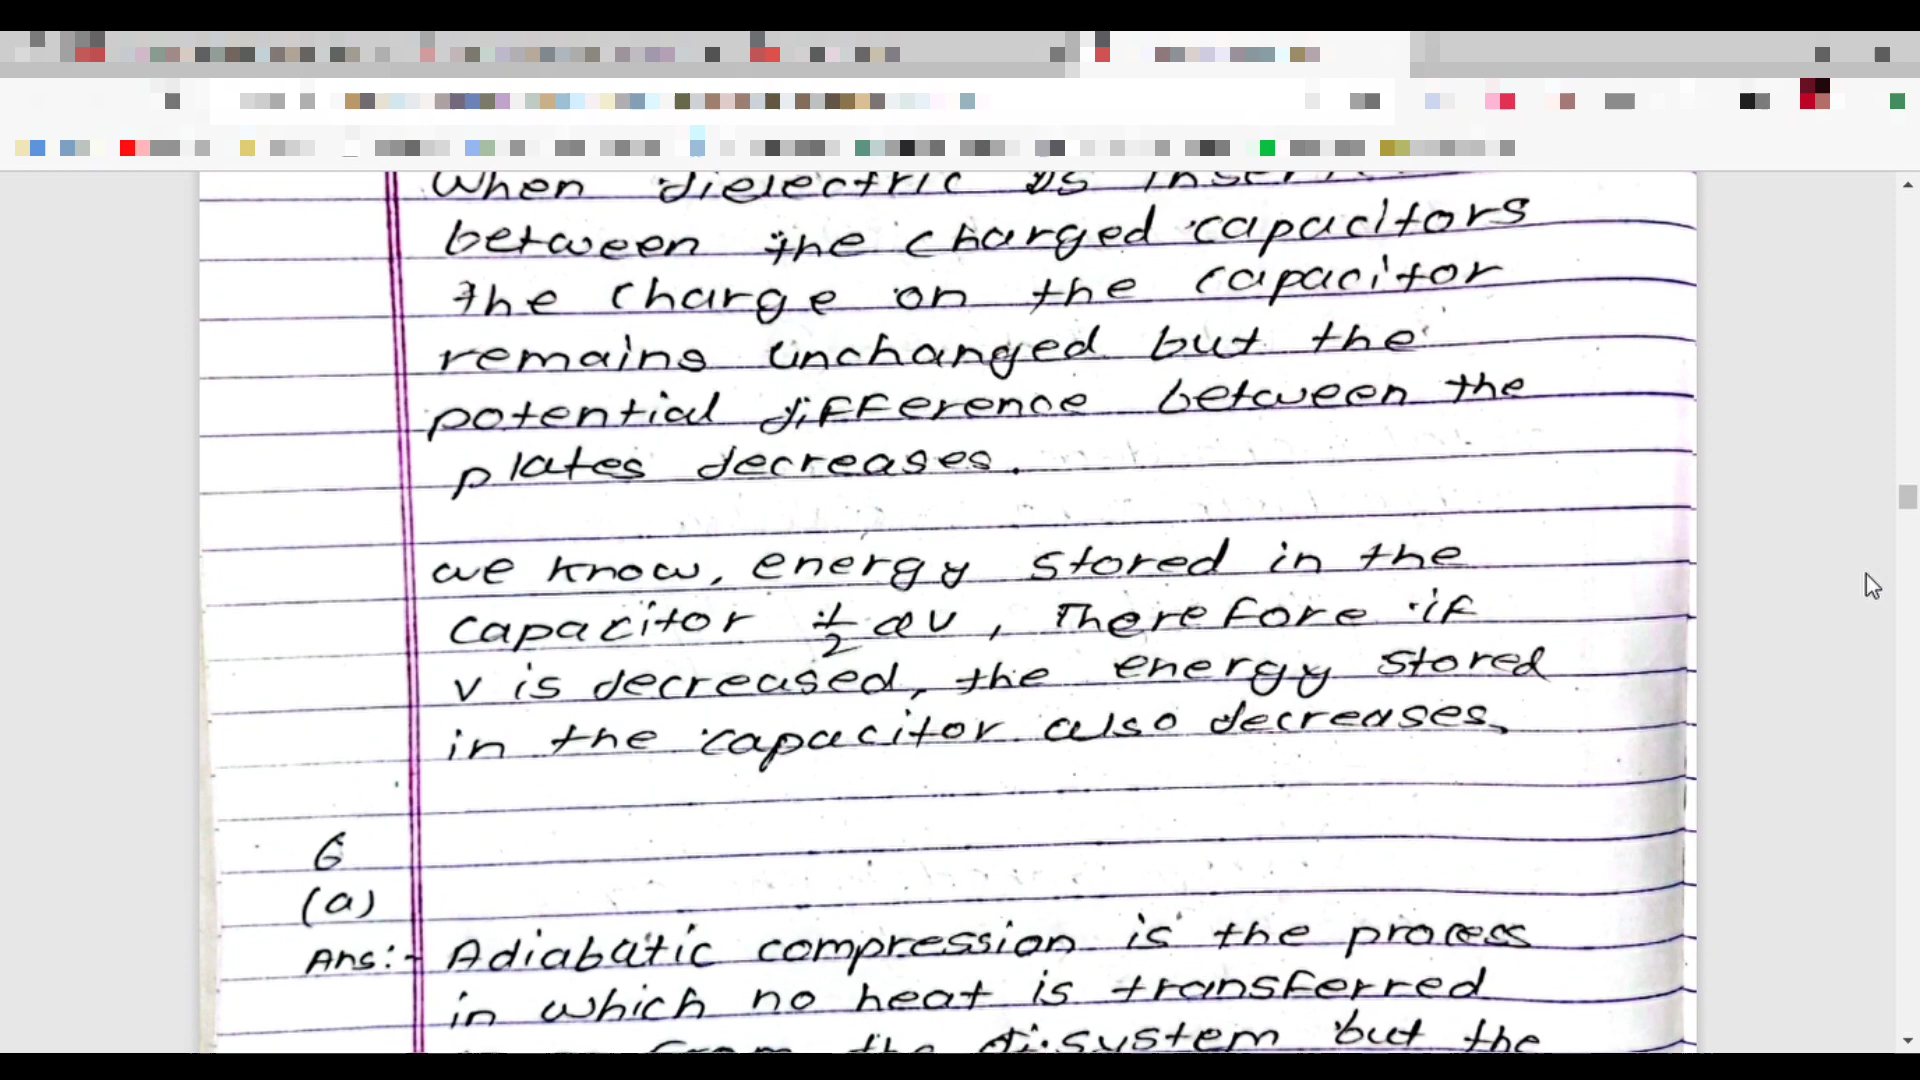 When dielectric is
between the charged capacitors
the charge on the capacitor
remains unchanged but the
potential difference between the
plates decreases.
we know, energy stored in the
capacitor 1/2 QV, Therefore if
v is decreased, the energy stored
in the capacitor also decreases.
6
(a)
Ans:- Adiabatic compression is the process
in which no heat is transferred
from the system but the